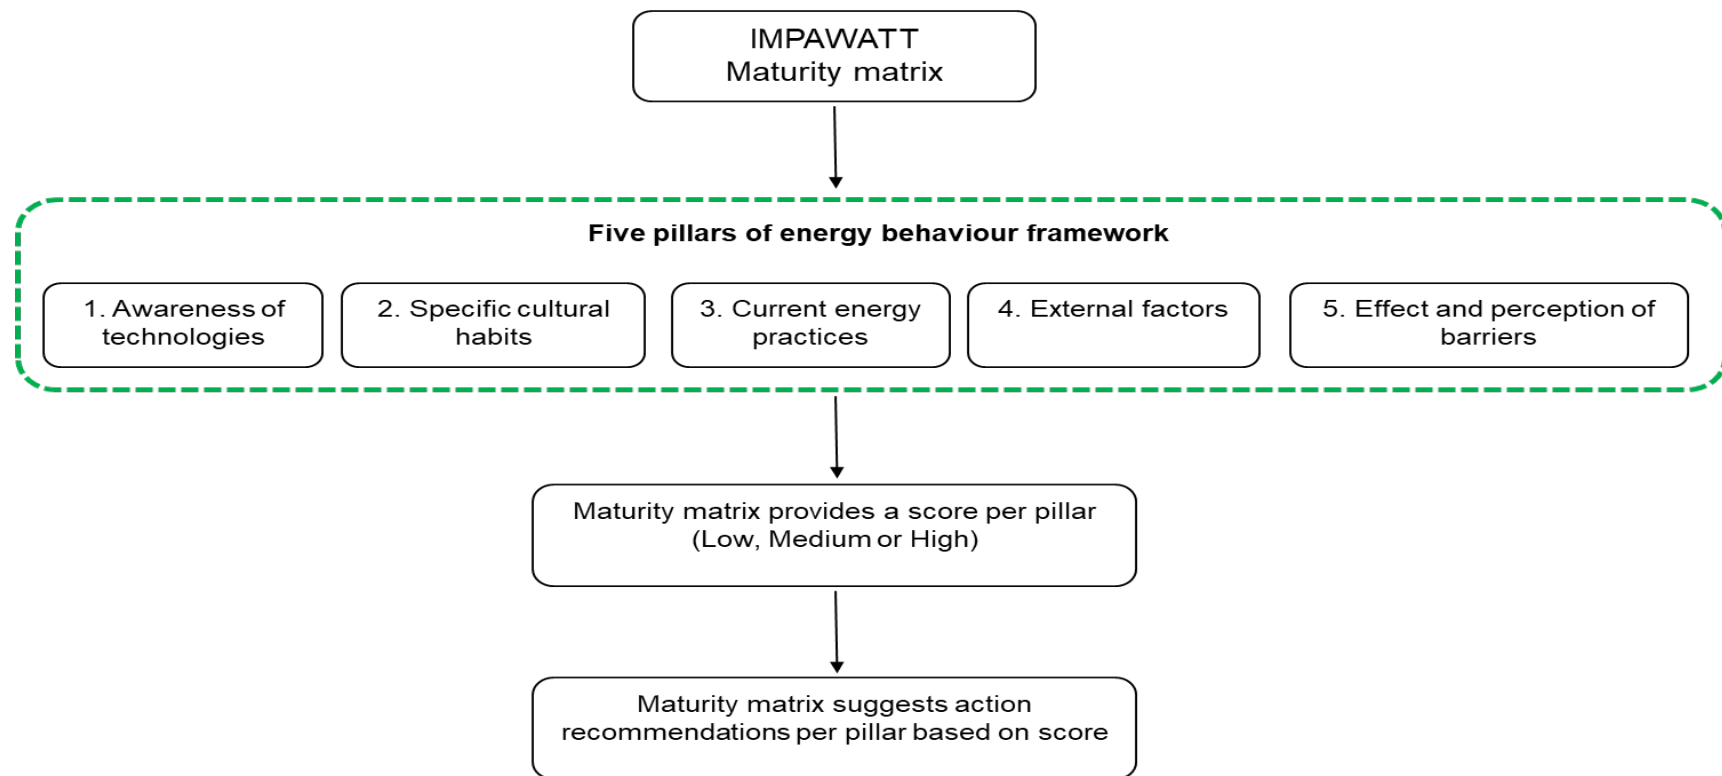 IMPAWATT
Maturity matrix
Five pillars of energy behaviour framework
1. Awareness of
technologies
2. Specific cultural
habits
3. Current energy
practices
4. External factors
5. Effect and perception of
barriers
Maturity matrix provides a score per pillar
(Low, Medium or High)
Maturity matrix suggests action
recommendations per pillar based on score